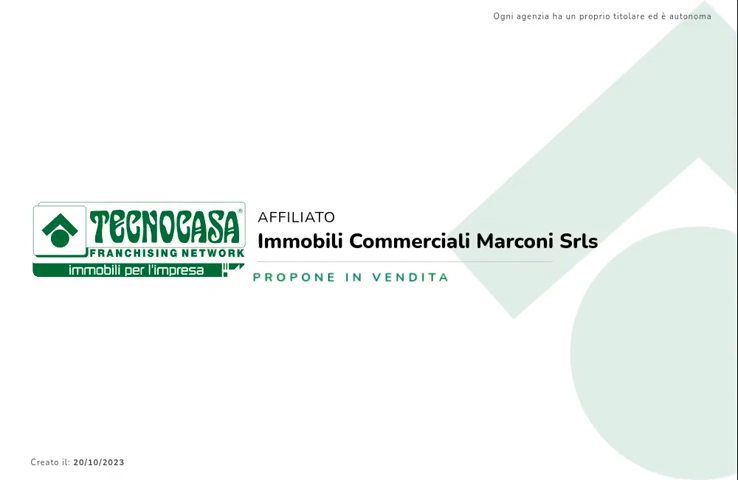 Ogni agenzia ha un proprio titolare ed è autonoma
TECNOCASA®
FRANCHISING NETWORK
immobili per l'impresa
AFFILIATO
Immobili Commerciali Marconi Srls
PROPONE IN VENDITA
Creato il: 20/10/2023